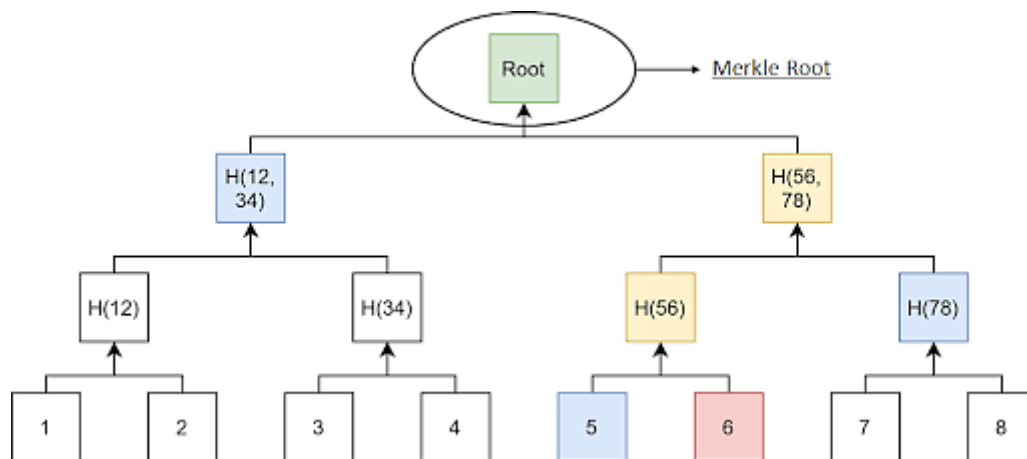 Root
Merkle Root
H(12,
34)
H(56,
78)
H(12)
H(34)
H(56)
H(78)
1
2
3
4
5
6
7
8